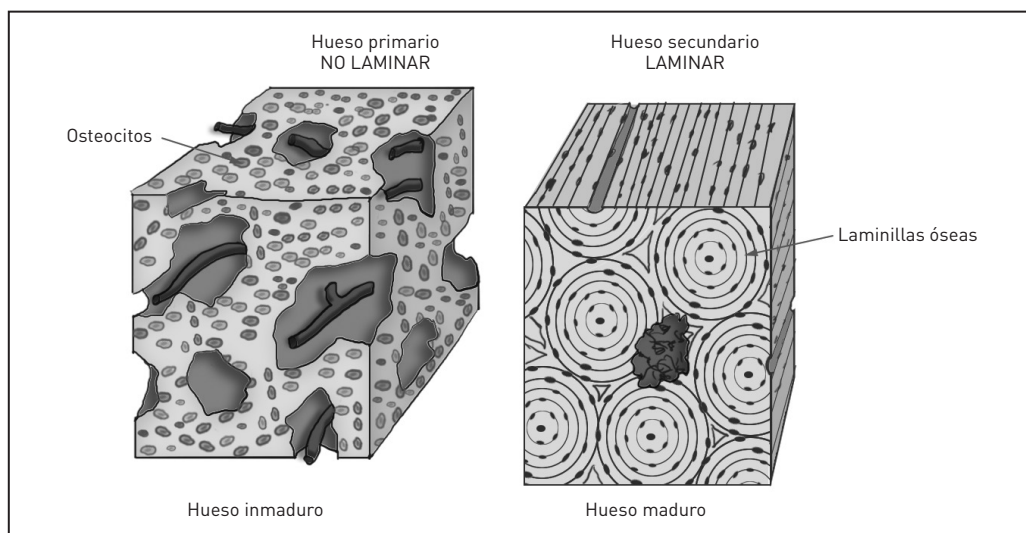 Hueso primario
NO LAMINAR
Hueso secundario
LAMINAR
Osteocitos
Laminillas óseas
Hueso inmaduro
Hueso maduro